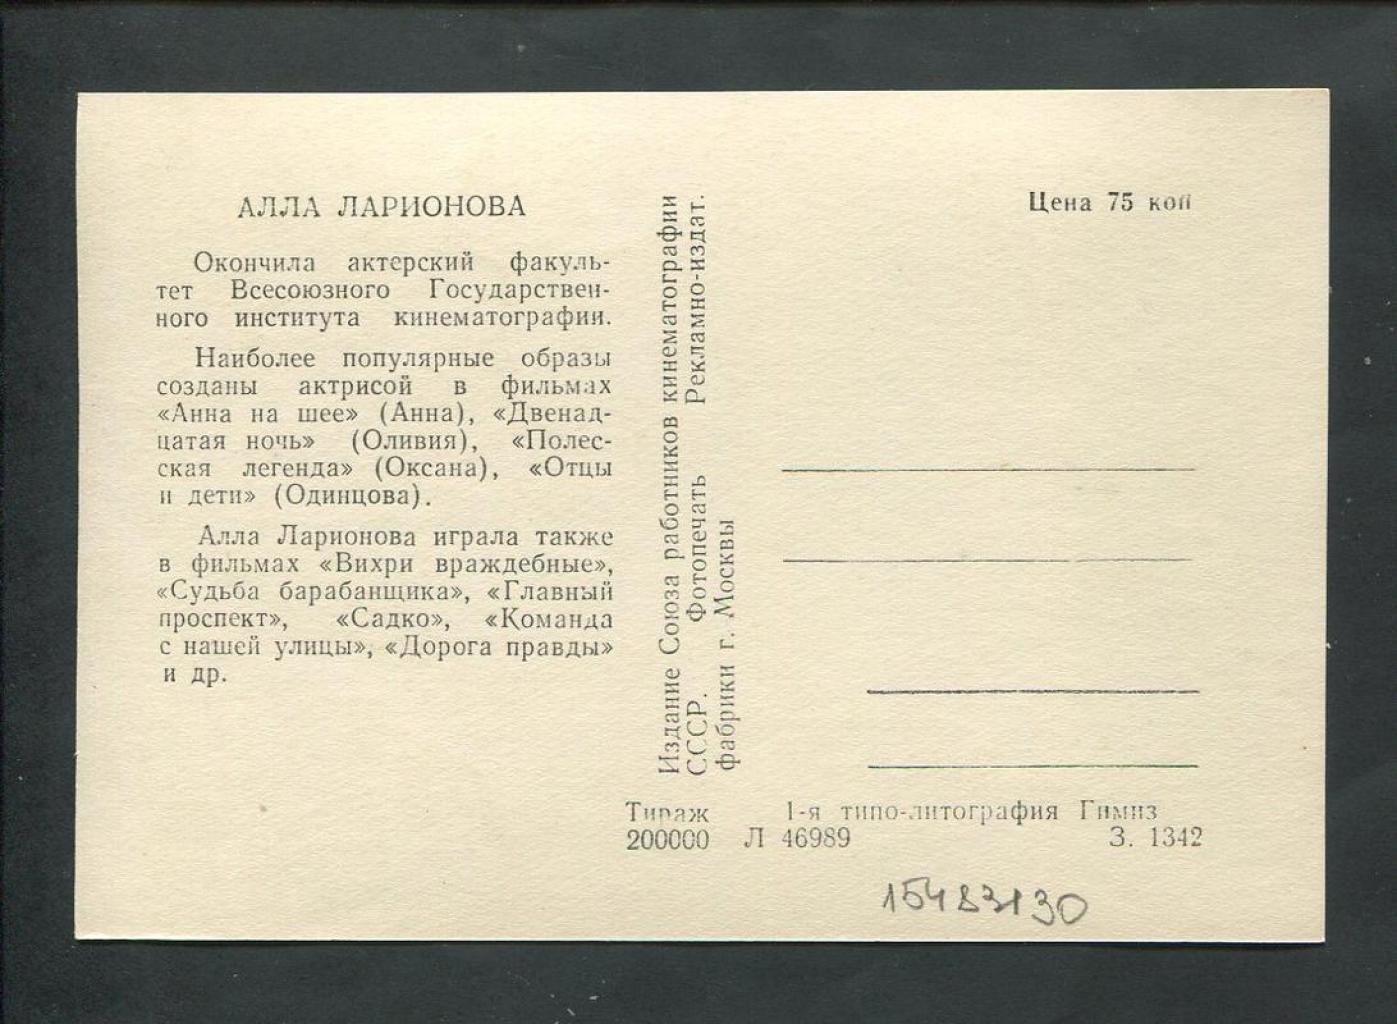 АЛЛА ЛАРИОНОВА
Окончила актерский факуль-
тет Всесоюзного Государствен-
ного института кинематографии.
Наиболее популярные образы
созданы актрисой в фильмах
«Анна на шее» (Анна), «Двенад-
цатая ночь» (Оливия), «Полес-
ская легенда» (Оксана), «Отцы
и дети» (Одинцова).
Алла Ларионова играла также
в фильмах «Вихри враждебные»,
«Судьба барабанщика», «Главный
проспект», «Садко», «Команда
с нашей улицы», «Дорога правды»
и др.
Издание Союза работников кинематографии
СССР. Фотопечать Рекламно-издат.
фабрики г. Москвы
Цена 75 коп
Тираж 1-я типо-литография Гимиз
200000 Л 46989 З. 1342